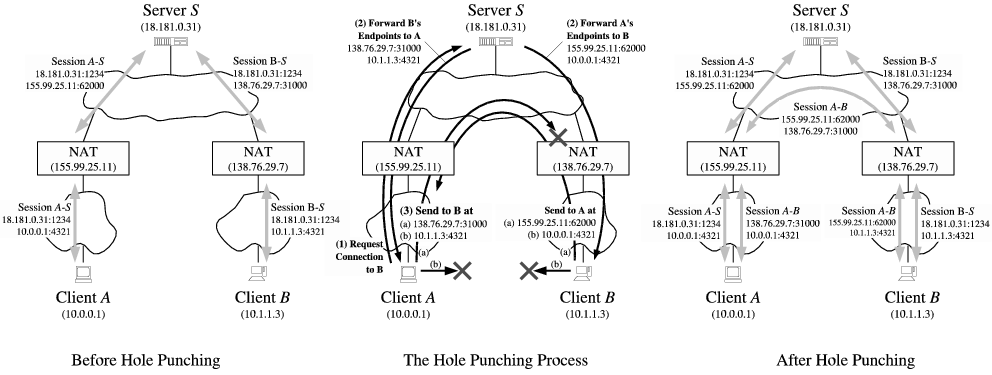 Server S
(18.181.0.31)
Session A-S
18.181.0.31:1234
155.99.25.11:62000
Session B-S
18.181.0.31:1234
138.76.29.7:31000
NAT
(155.99.25.11)
NAT
(138.76.29.7)
Session A-S
18.181.0.31:1234
10.0.0.1:4321
Session B-S
18.181.0.31:1234
10.1.1.3:4321
Client A
(10.0.0.1)
Client B
(10.1.1.3)
Before Hole Punching
Server S
(18.181.0.31)
(2) Forward B's
Endpoints to A
138.76.29.7:31000
10.1.1.3:4321
(2) Forward A's
Endpoints to B
155.99.25.11:62000
10.0.0.1:4321
NAT
(155.99.25.11)
NAT
(138.76.29.7)
(3) Send to B at
(a) 138.76.29.7:31000
(b) 10.1.1.3:4321
Send to A at
(a) 155.99.25.11:62000
(b) 10.0.0.1:4321
(1) Request
Connection
to B
(a)
(b)
(a)
(b)
Client A
(10.0.0.1)
Client B
(10.1.1.3)
The Hole Punching Process
Server S
(18.181.0.31)
Session A-S
18.181.0.31:1234
155.99.25.11:62000
Session B-S
18.181.0.31:1234
138.76.29.7:31000
Session A-B
155.99.25.11:62000
138.76.29.7:31000
NAT
(155.99.25.11)
NAT
(138.76.29.7)
Session A-S
18.181.0.31:1234
10.0.0.1:4321
Session A-B
138.76.29.7:31000
10.0.0.1:4321
Session A-B
155.99.25.11:62000
10.1.1.3:4321
Session B-S
18.181.0.31:1234
10.1.1.3:4321
Client A
(10.0.0.1)
Client B
(10.1.1.3)
After Hole Punching